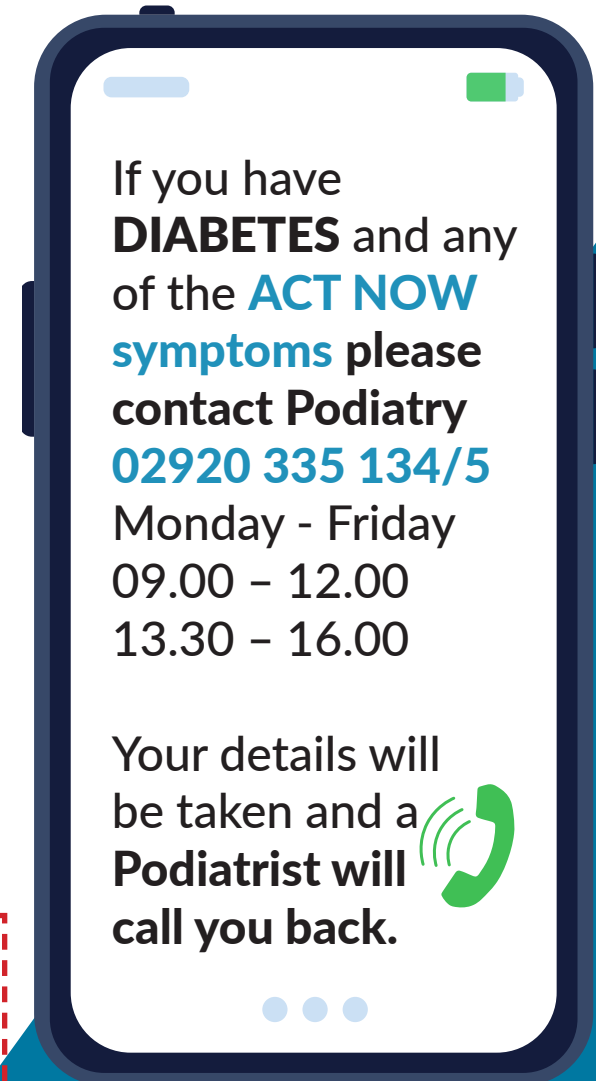 If you have
DIABETES and any
of the ACT NOW
symptoms please
contact Podiatry
02920 335 134/5
Monday - Friday
09.00 – 12.00
13.30 – 16.00
Your details will
be taken and a
Podiatrist will
call you back.